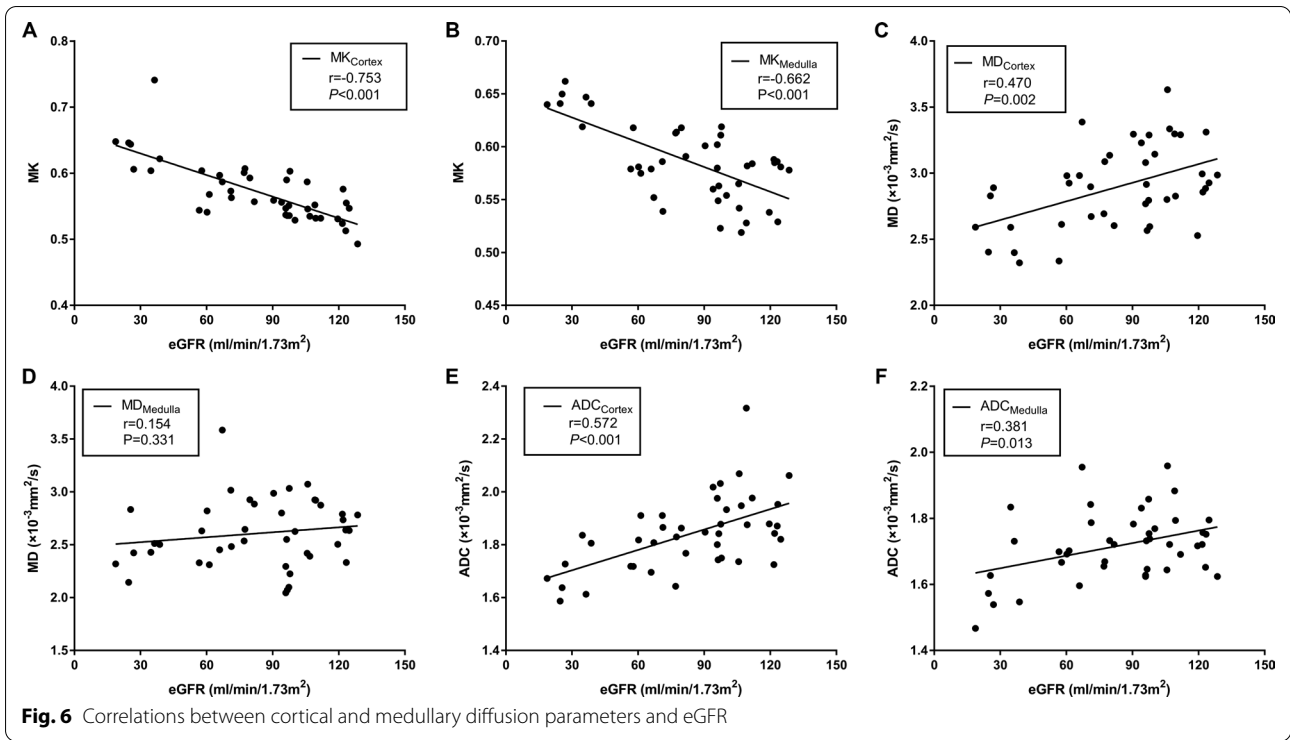 A
MK
0.8
0.7
0.6
0.5
0.4
0 30 60 90 120 150
eGFR (ml/min/1.73m²)
MK_Cortex
r=-0.753
P<0.001
B
MK
0.70
0.65
0.60
0.55
0.50
0.45
0 30 60 90 120 150
eGFR (ml/min/1.73m²)
MK_Medulla
r=-0.662
P<0.001
C
MD (×10⁻³mm²/s)
4.0
3.5
3.0
2.5
2.0
0 30 60 90 120 150
eGFR (ml/min/1.73m²)
MD_Cortex
r=0.470
P=0.002
D
MD (×10⁻³mm²/s)
4.0
3.5
3.0
2.5
2.0
1.5
0 30 60 90 120 150
eGFR (ml/min/1.73m²)
MD_Medulla
r=0.154
P=0.331
E
ADC (×10⁻³mm²/s)
2.4
2.2
2.0
1.8
1.6
1.4
0 30 60 90 120 150
eGFR (ml/min/1.73m²)
ADC_Cortex
r=0.572
P<0.001
F
ADC (×10⁻³mm²/s)
2.2
2.0
1.8
1.6
1.4
0 30 60 90 120 150
eGFR (ml/min/1.73m²)
ADC_Medulla
r=0.381
P=0.013
Fig. 6 Correlations between cortical and medullary diffusion parameters and eGFR